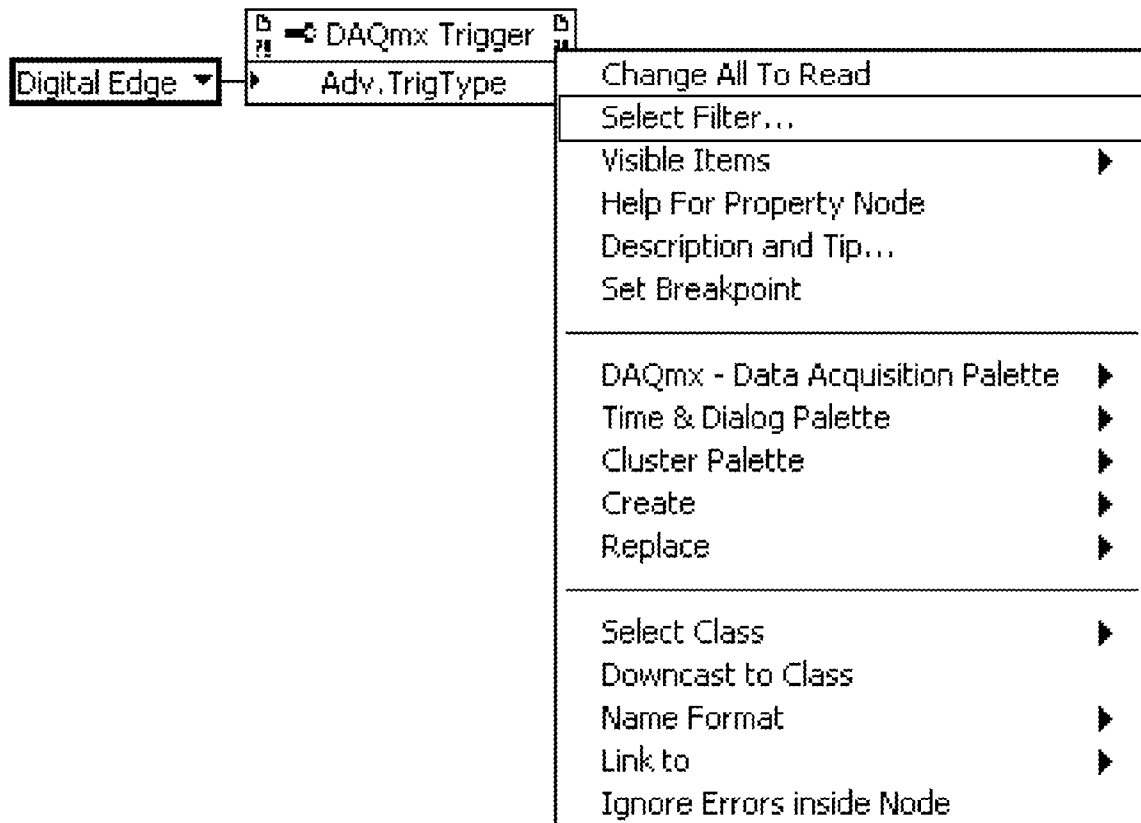 DAQmx Trigger
Digital Edge
Adv.TrigType
Change All To Read
Select Filter...
Visible Items
Help For Property Node
Description and Tip...
Set Breakpoint
DAQmx - Data Acquisition Palette
Time & Dialog Palette
Cluster Palette
Create
Replace
Select Class
Downcast to Class
Name Format
Link to
Ignore Errors inside Node